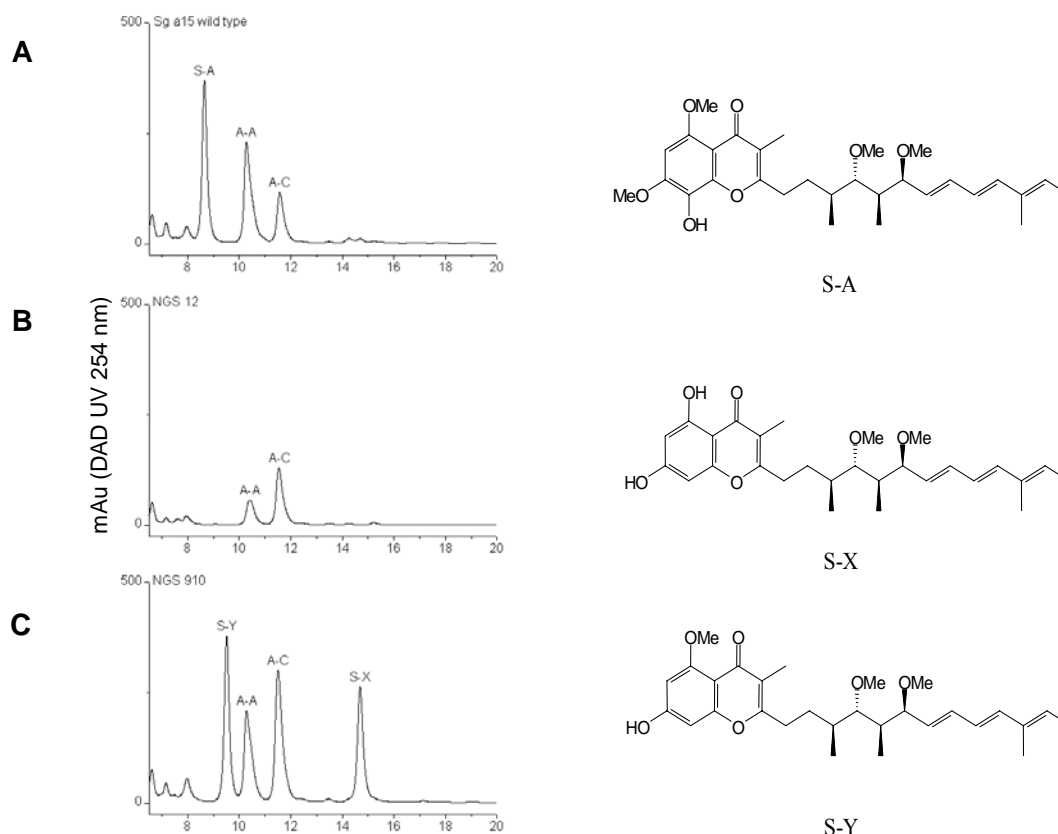 A
500
Sg a15 wild type
S-A
A-A
A-C
0
8 10 12 14 16 18 20
OMe O
OMe OMe
MeO
OH
O
S-A
B
mAu (DAD UV 254 nm)
500
NGS 12
A-A
A-C
0
8 10 12 14 16 18 20
OH O
OMe OMe
HO
O
S-X
C
500
NGS 910
S-Y
A-A
A-C
S-X
0
8 10 12 14 16 18 20
OMe O
OMe OMe
HO
O
S-Y